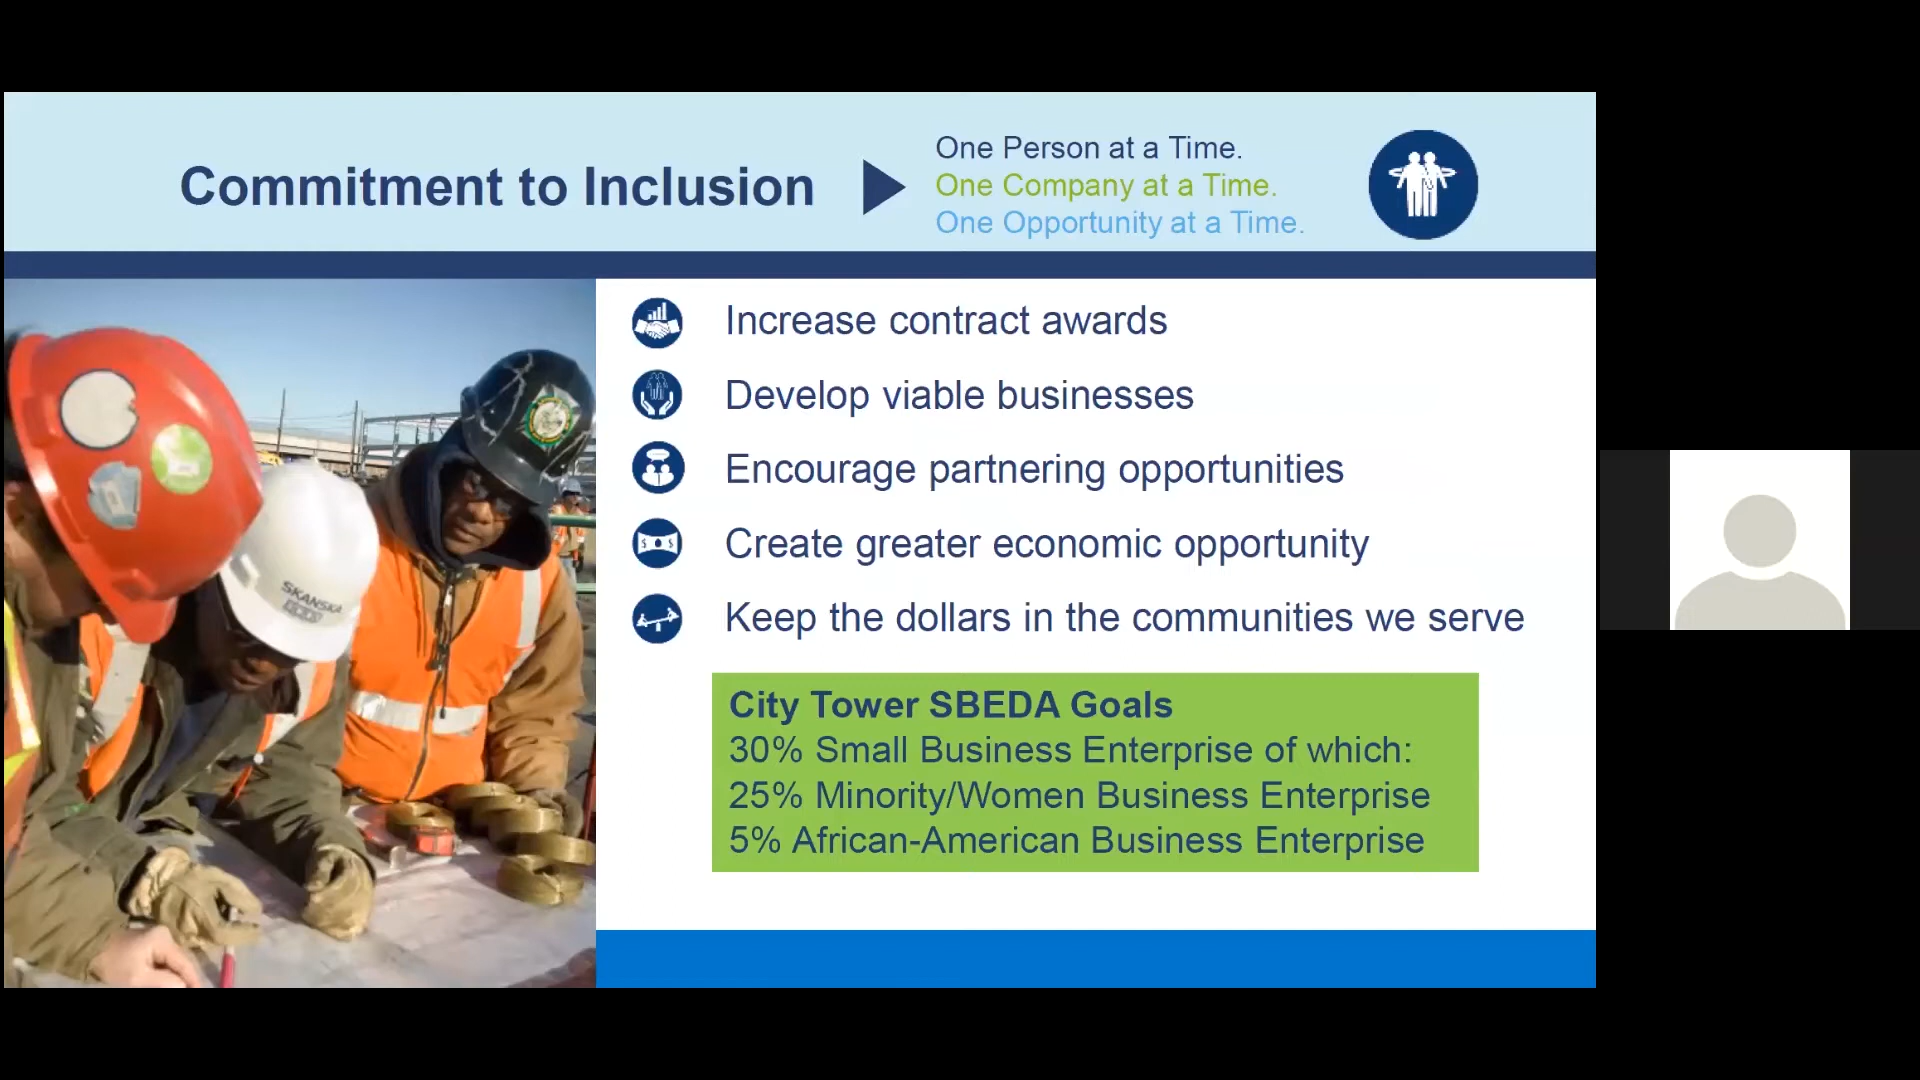 Commitment to Inclusion
One Person at a Time.
One Company at a Time.
One Opportunity at a Time.
Increase contract awards
Develop viable businesses
Encourage partnering opportunities
Create greater economic opportunity
Keep the dollars in the communities we serve
City Tower SBEDA Goals
30% Small Business Enterprise of which:
25% Minority/Women Business Enterprise
5% African-American Business Enterprise
SKANSKA